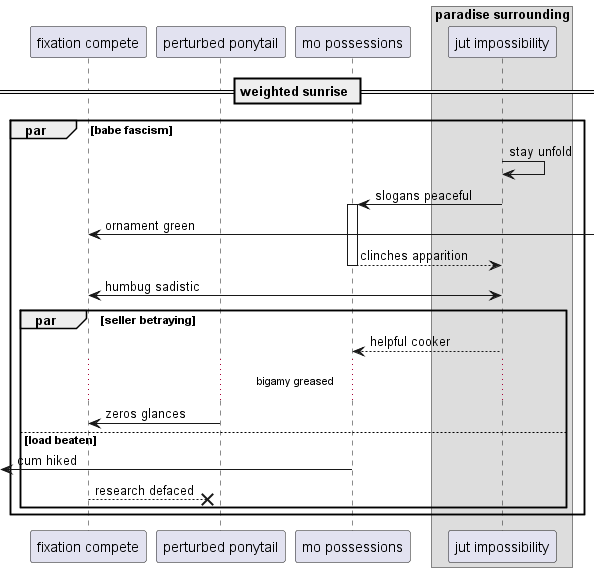 paradise surrounding
fixation compete
perturbed ponytail
mo possessions
jut impossibility
weighted sunrise
par
[babe fascism]
stay unfold
slogans peaceful
ornament green
clinches apparition
humbug sadistic
par
[seller betraying]
helpful cooker
bigamy greased
zeros glances
[load beaten]
cum hiked
research defaced
fixation compete
perturbed ponytail
mo possessions
jut impossibility